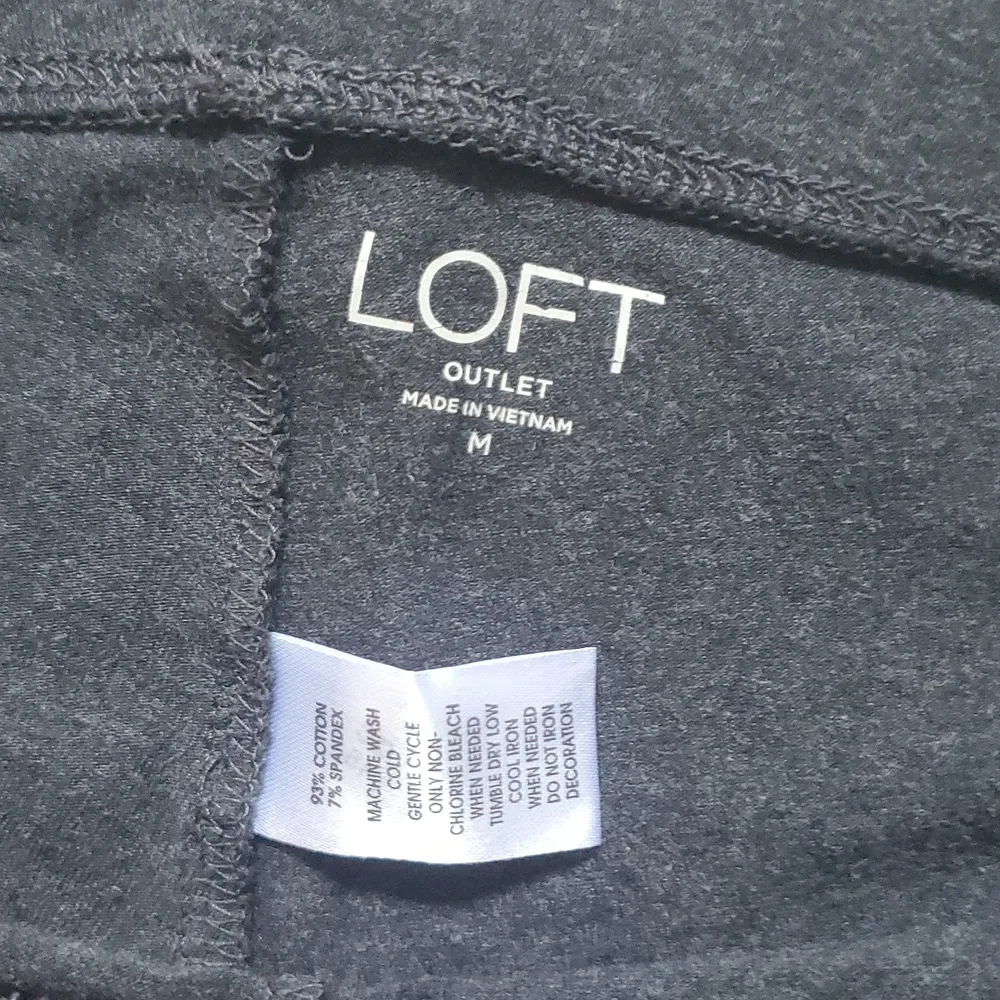 LOFT
OUTLET
MADE IN VIETNAM
M
93% COTTON
7% SPANDEX
MACHINE WASH
COLD
GENTLE CYCLE
ONLY NON-
CHLORINE BLEACH
WHEN NEEDED
TUMBLE DRY LOW
COOL IRON
WHEN NEEDED
DO NOT IRON
DECORATION